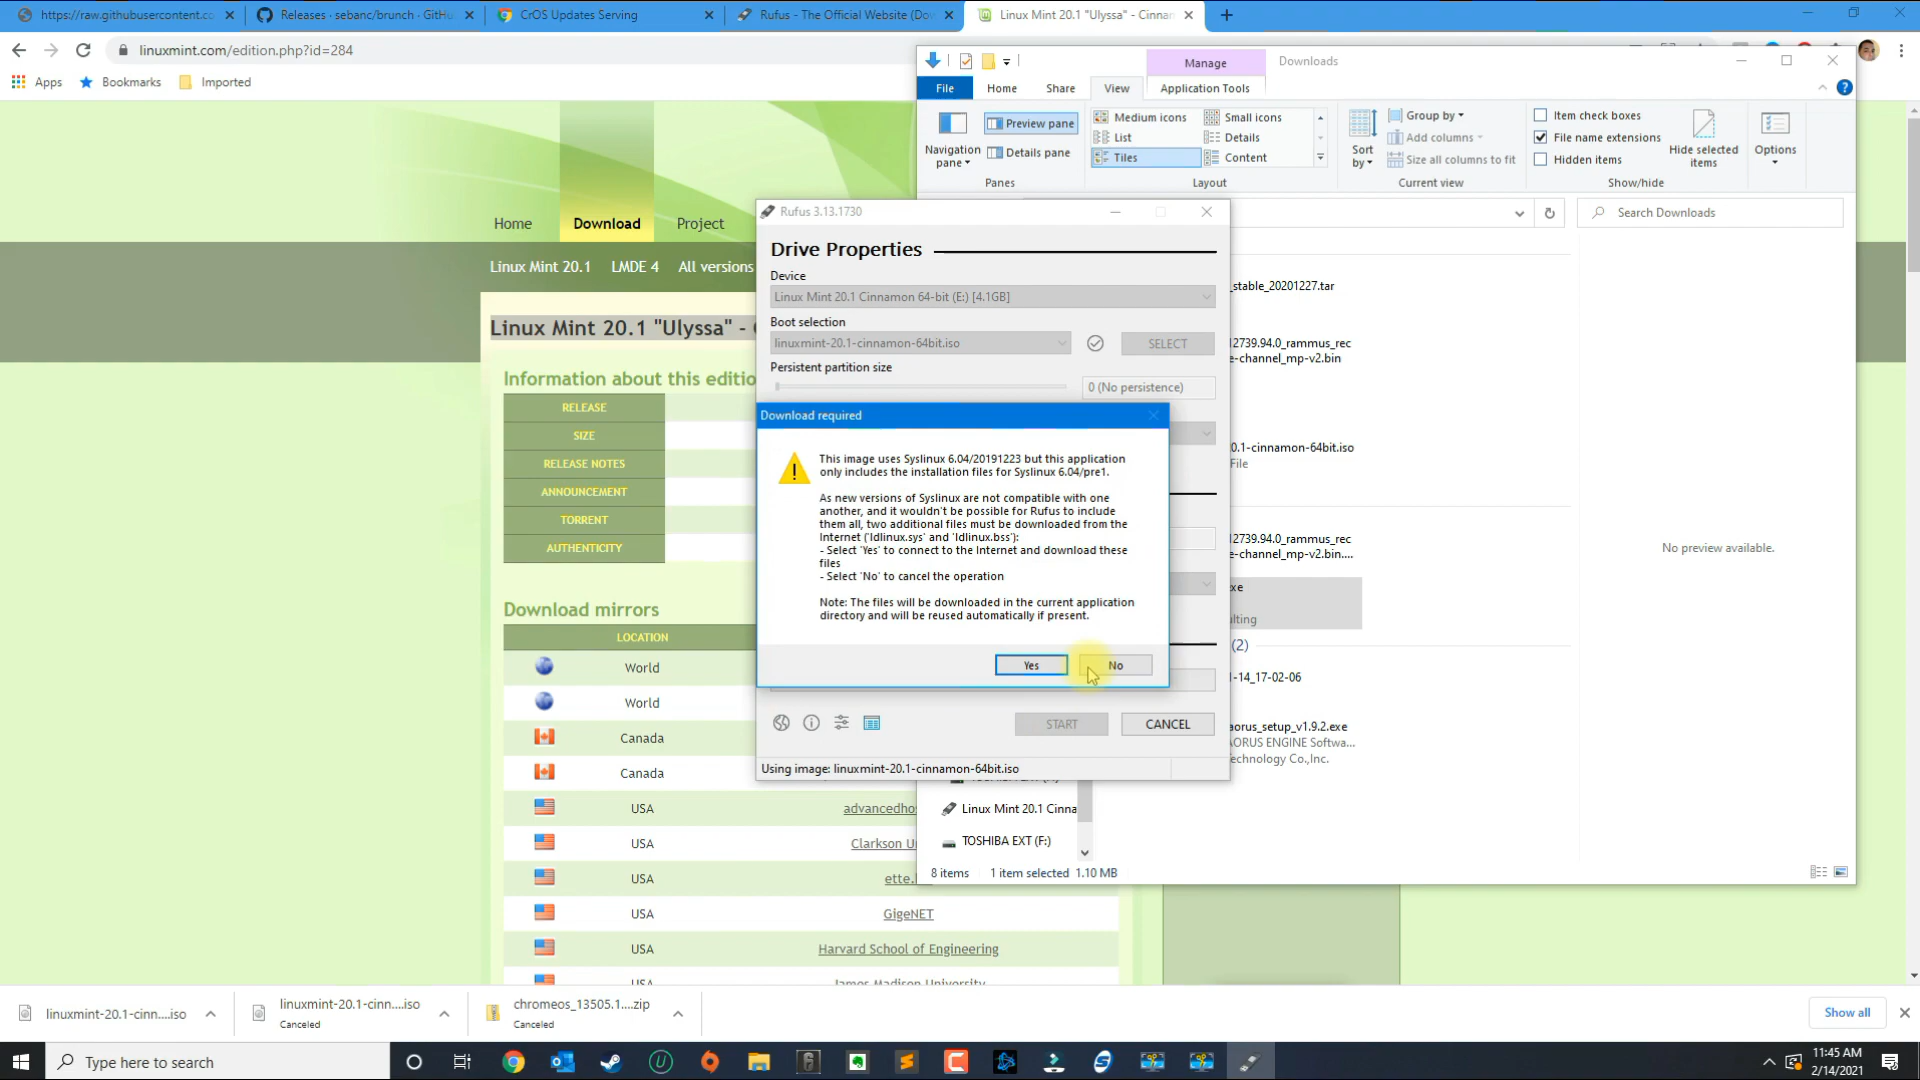 https://raw.githubusercontent.co
Releases · sebanc/brunch · GitHu
CrOS Updates Serving
Rufus - The Official Website (Dow
Linux Mint 20.1 "Ulyssa" - Cinnam
linuxmint.com/edition.php?id=284
Apps
Bookmarks
Imported
Manage
Downloads
File
Home
Share
View
Application Tools
Navigation pane
Preview pane
Details pane
Panes
Medium icons
Small icons
List
Details
Tiles
Content
Layout
Sort by
Group by
Add columns
Size all columns to fit
Current view
Item check boxes
File name extensions
Hidden items
Hide selected items
Show/hide
Options
Search Downloads
Home
Download
Project
Linux Mint 20.1
LMDE 4
All versions
Linux Mint 20.1 "Ulyssa" -
Information about this editio
RELEASE
SIZE
RELEASE NOTES
ANNOUNCEMENT
TORRENT
AUTHENTICITY
Download mirrors
LOCATION
World
World
Canada
Canada
USA
advancedho
USA
Clarkson U
USA
ette.
USA
GigeNET
USA
Harvard School of Engineering
James Madison University
Rufus 3.13.1730
Drive Properties
Device
Linux Mint 20.1 Cinnamon 64-bit (E:) [4.1GB]
Boot selection
linuxmint-20.1-cinnamon-64bit.iso
SELECT
Persistent partition size
0 (No persistence)
Download required
This image uses Syslinux 6.04/20191223 but this application
only includes the installation files for Syslinux 6.04/pre1.
As new versions of Syslinux are not compatible with one
another, and it wouldn't be possible for Rufus to include
them all, two additional files must be downloaded from the
Internet ('ldlinux.sys' and 'ldlinux.bss'):
- Select 'Yes' to connect to the Internet and download these
files
- Select 'No' to cancel the operation
Note: The files will be downloaded in the current application
directory and will be reused automatically if present.
Yes
No
START
CANCEL
Using image: linuxmint-20.1-cinnamon-64bit.iso
_stable_20201227.tar
12739.94.0_rammus_rec
e-channel_mp-v2.bin
0.1-cinnamon-64bit.iso
File
12739.94.0_rammus_rec
e-channel_mp-v2.bin....
xe
ulting
(2)
1-14_17-02-06
aorus_setup_v1.9.2.exe
AORUS ENGINE Softwa...
echnology Co.,Inc.
No preview available.
Linux Mint 20.1 Cinna
TOSHIBA EXT (F:)
8 items
1 item selected 1.10 MB
linuxmint-20.1-cinn....iso
linuxmint-20.1-cinn....iso
Canceled
chromeos_13505.1....zip
Canceled
Show all
Type here to search
11:45 AM
2/14/2021